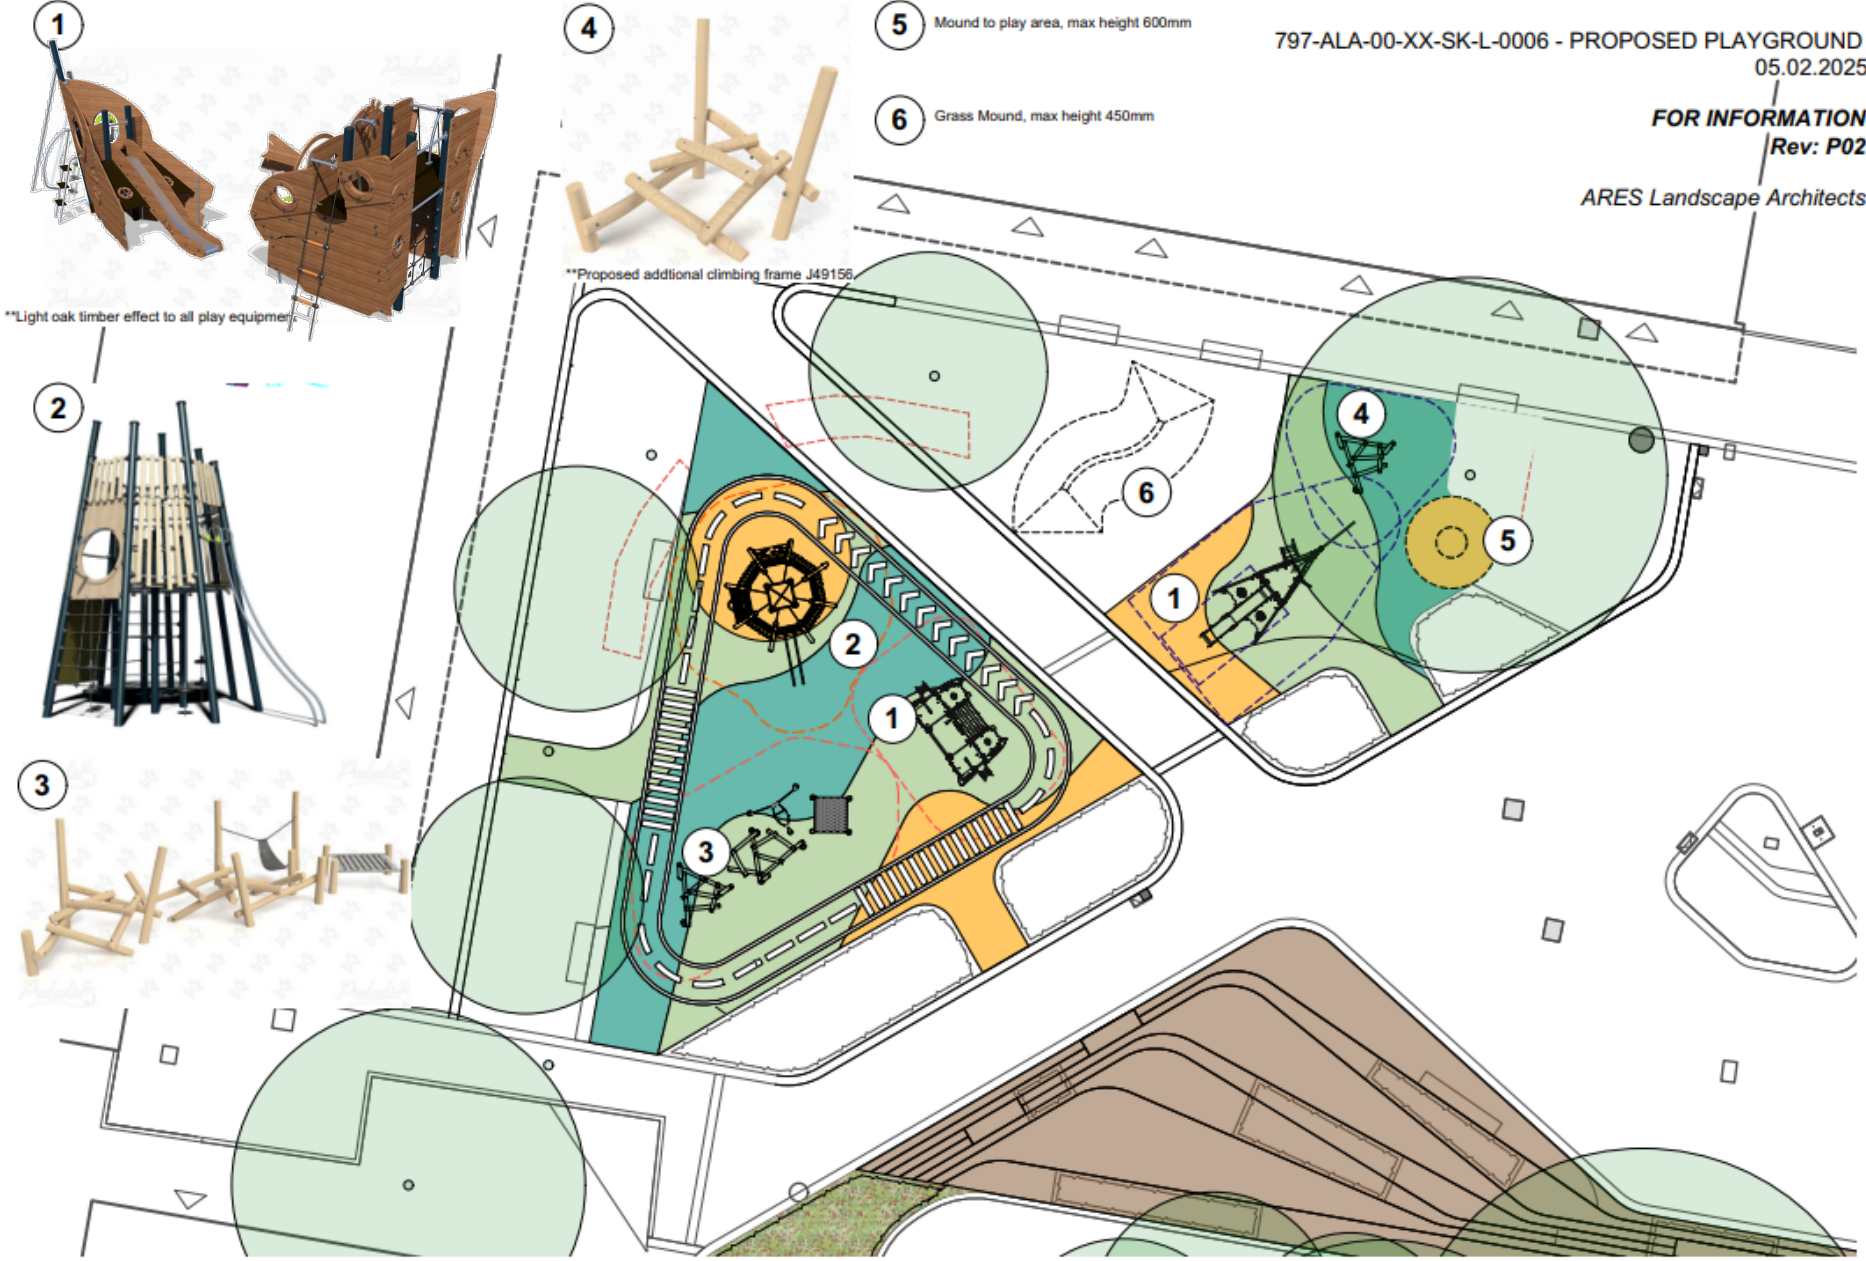 1
4
5 Mound to play area, max height 600mm
6 Grass Mound, max height 450mm
797-ALA-00-XX-SK-L-0006 - PROPOSED PLAYGROUND
05.02.2025
FOR INFORMATION
Rev: P02
ARES Landscape Architects
**Proposed addtional climbing frame J49156
**Light oak timber effect to all play equipmen
2
3
4
6
5
1
2
1
3